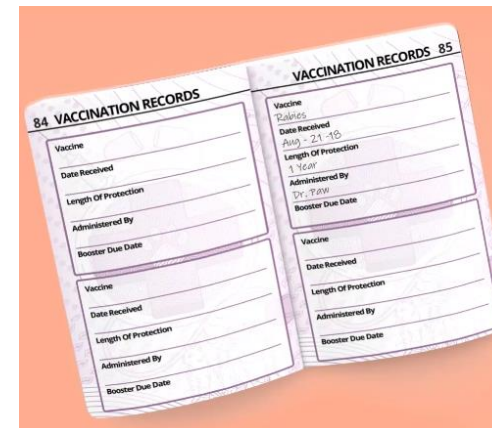 84 VACCINATION RECORDS
Vaccine
Date Received
Length Of Protection
Administered By
Booster Due Date
Vaccine
Date Received
Length Of Protection
Administered By
Booster Due Date
VACCINATION RECORDS 85
Vaccine
Rabies
Date Received
Aug - 21 - 18
Length Of Protection
1 Year
Administered By
Dr. Paw
Booster Due Date
Vaccine
Date Received
Length Of Protection
Administered By
Booster Due Date